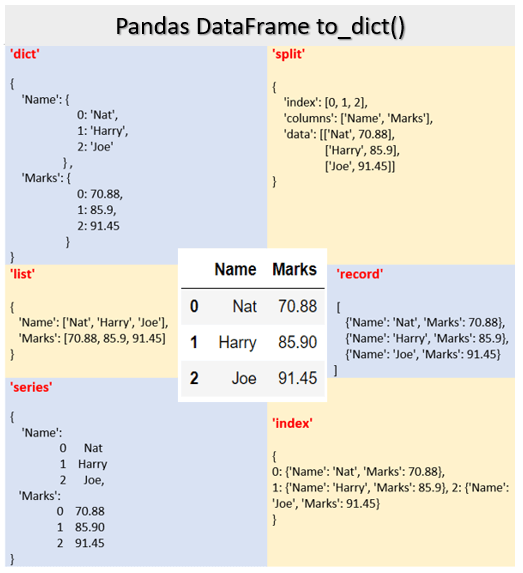 Pandas DataFrame to_dict()
'dict'
{
'Name': {
0: 'Nat',
1: 'Harry',
2: 'Joe'
} ,
'Marks': {
0: 70.88,
1: 85.9,
2: 91.45
}
}
'split'
{
'index': [0, 1, 2],
'columns': ['Name', 'Marks'],
'data': [['Nat', 70.88],
['Harry', 85.9],
['Joe', 91.45]]
}
'list'
{
'Name': ['Nat', 'Harry', 'Joe'],
'Marks': [70.88, 85.9, 91.45]
}
Name Marks
0 Nat 70.88
1 Harry 85.90
2 Joe 91.45
'record'
[
{'Name': 'Nat', 'Marks': 70.88},
{'Name': 'Harry', 'Marks': 85.9},
{'Name': 'Joe', 'Marks': 91.45}
]
'series'
{
'Name':
0 Nat
1 Harry
2 Joe,
'Marks':
0 70.88
1 85.90
2 91.45
}
'index'
{
0: {'Name': 'Nat', 'Marks': 70.88},
1: {'Name': 'Harry', 'Marks': 85.9}, 2: {'Name':
'Joe', 'Marks': 91.45}
}